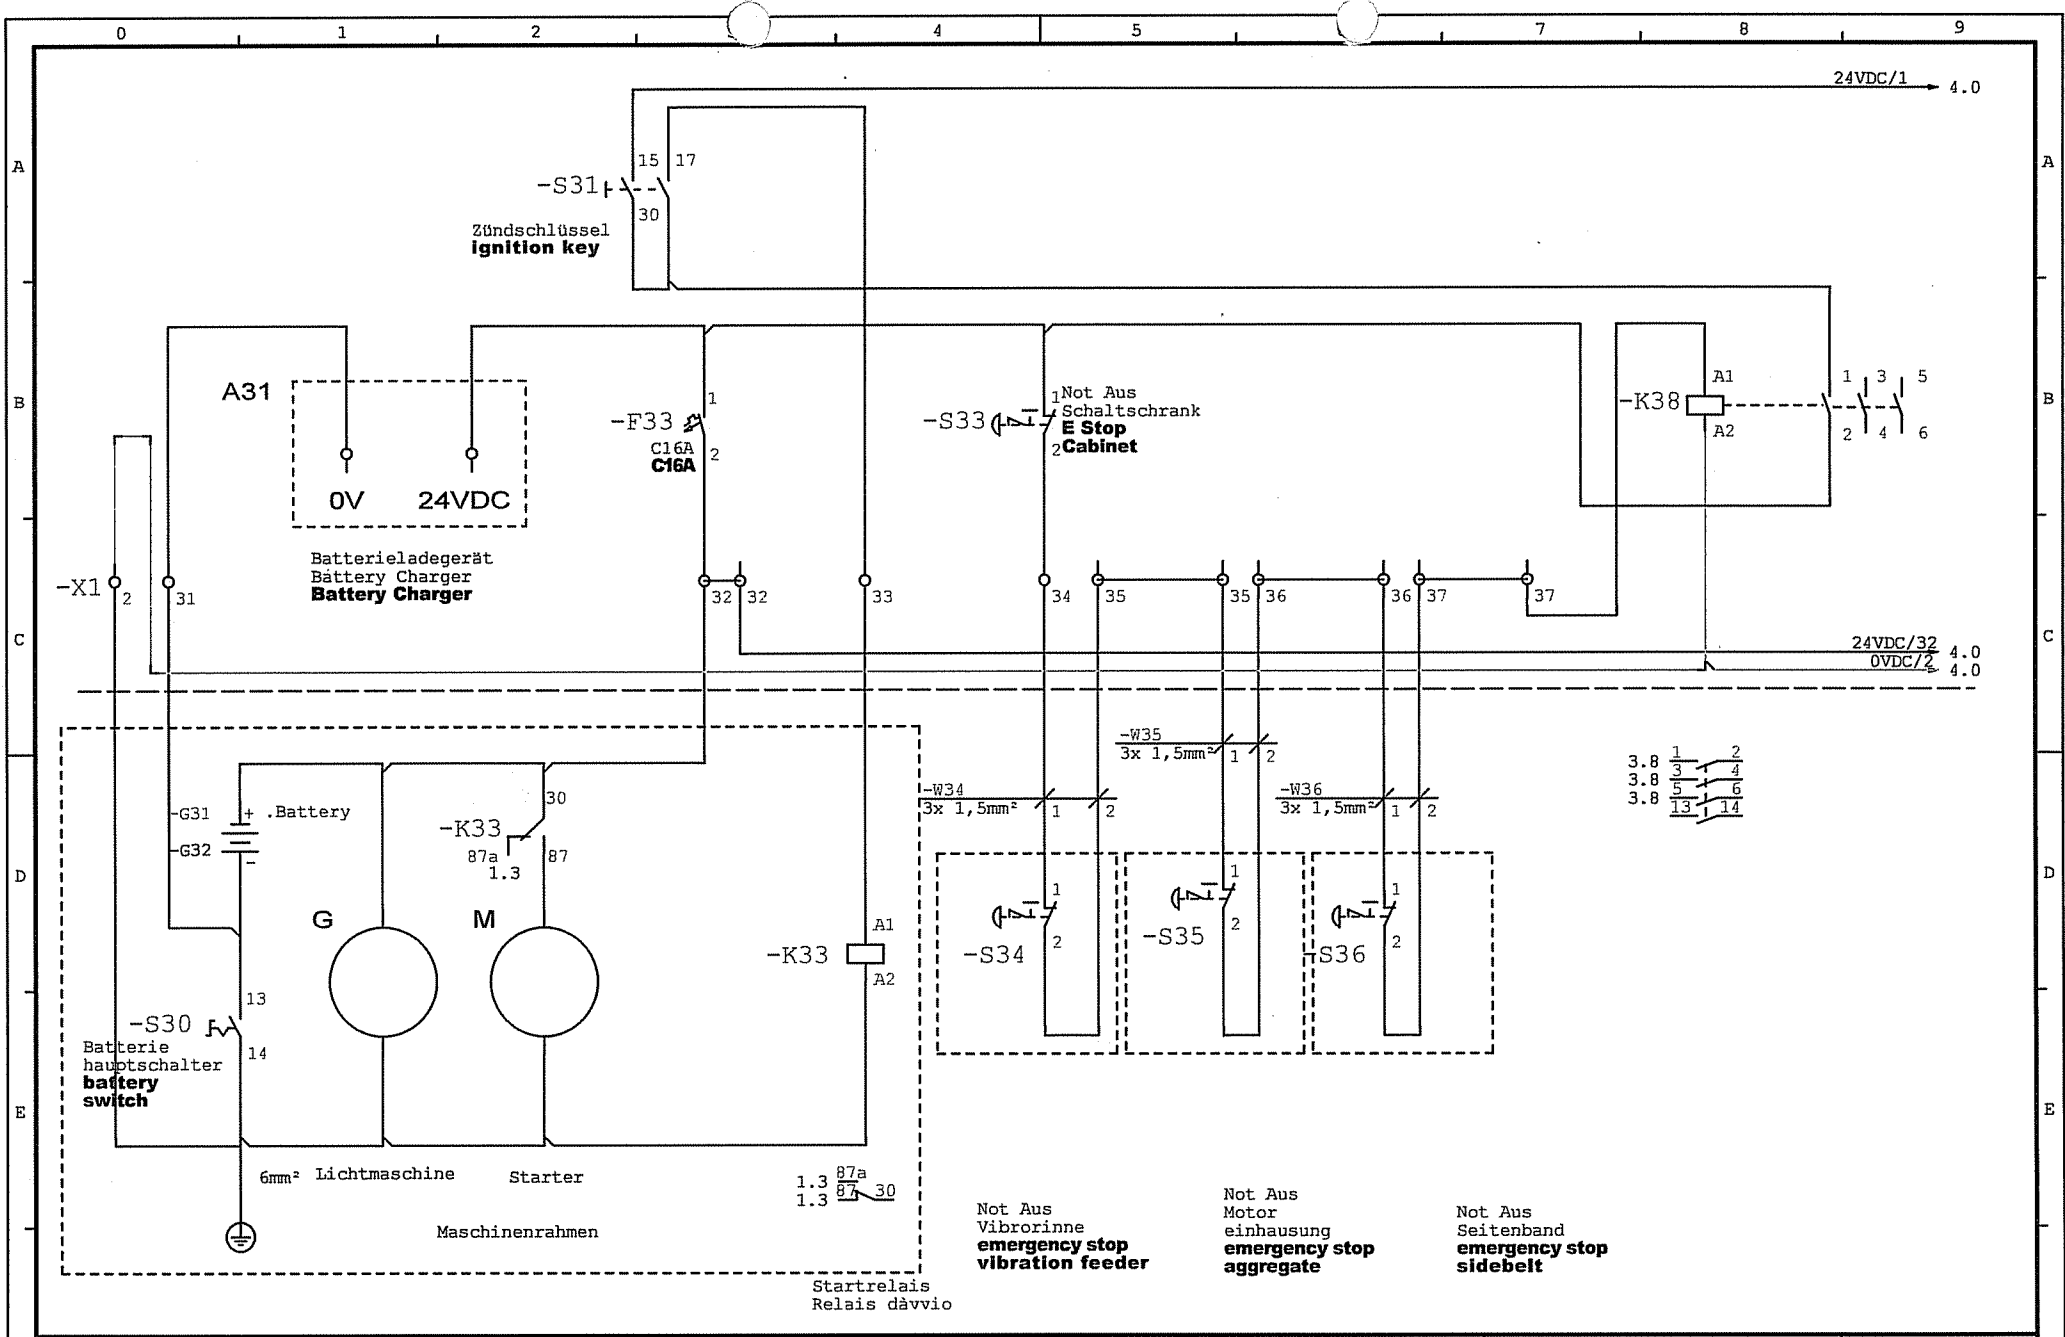 0 1 2 4 5 7 8 9
24VDC/1 4.0
A A
15 17
-S31
30
Zündschlüssel
ignition key
A31
B B
0V 24VDC
Batterieladegerät
Báttery Charger
Battery Charger
1
-F33
C16A
C16A
2
-S33
1
2
Not Aus
Schaltschrank
E Stop
Cabinet
A1
-K38
A2
1 3 5
2 4 6
-X1 2 31 32 32 33 34 35 35 36 36 37 37
C C
24VDC/32 4.0
0VDC/2 4.0
-W35
3x 1,5mm² 1 2
-W34
3x 1,5mm² 1 2
-W36
3x 1,5mm² 1 2
3.8 1 2
3.8 3 4
3.8 5 6
13 14
-G31 + .Battery
-G32
-
30
-K33
87a 87
1.3
D D
G M
A1
-K33
A2
1
-S34
2
1
-S35
2
1
-S36
2
13
-S30
14
Batterie
hauptschalter
battery
switch
E E
6mm² Lichtmaschine Starter
1.3 87a
1.3 87 30
Maschinenrahmen
Startrelais
Relais dàvvio
Not Aus
Vibrorinne
emergency stop
vibration feeder
Not Aus
Motor
einhausung
emergency stop
aggregate
Not Aus
Seitenband
emergency stop
sidebelt